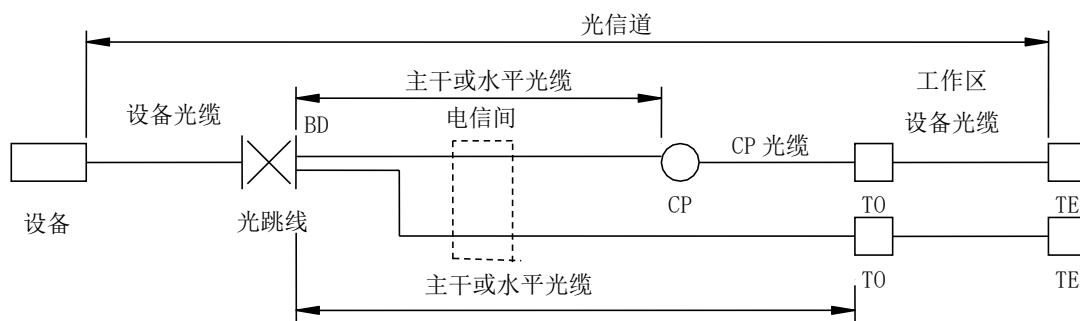 光信道
主干或水平光缆
工作区
设备光缆
设备光缆
BD
电信间
CP 光缆
设备
光跳线
CP
TO
TE
主干或水平光缆
TO
TE